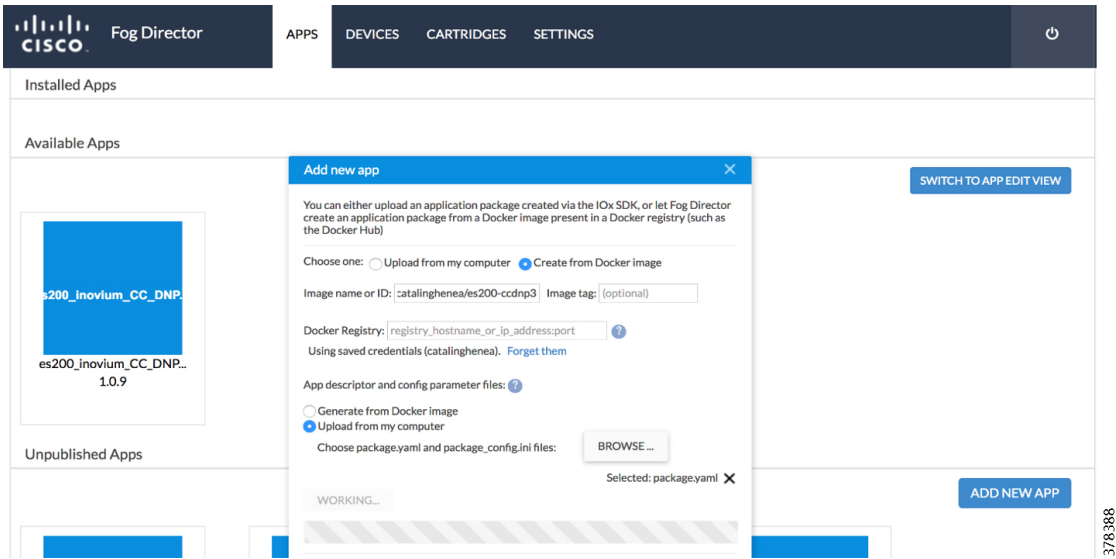 CISCO
Fog Director
APPS
DEVICES
CARTRIDGES
SETTINGS
Installed Apps
Available Apps
SWITCH TO APP EDIT VIEW
s200_inovium_CC_DNP.
es200_inovium_CC_DNP...
1.0.9
Add new app
You can either upload an application package created via the IOx SDK, or let Fog Director
create an application package from a Docker image present in a Docker registry (such as
the Docker Hub)
Choose one: Upload from my computer Create from Docker image
Image name or ID: catalinghenea/es200-ccdnp3 Image tag: (optional)
Docker Registry: registry_hostname_or_ip_address:port ?
Using saved credentials (catalinghenea). Forget them
App descriptor and config parameter files: ?
Generate from Docker image
Upload from my computer
Choose package.yaml and package_config.ini files: BROWSE ...
Selected: package.yaml
WORKING...
Unpublished Apps
ADD NEW APP
378388